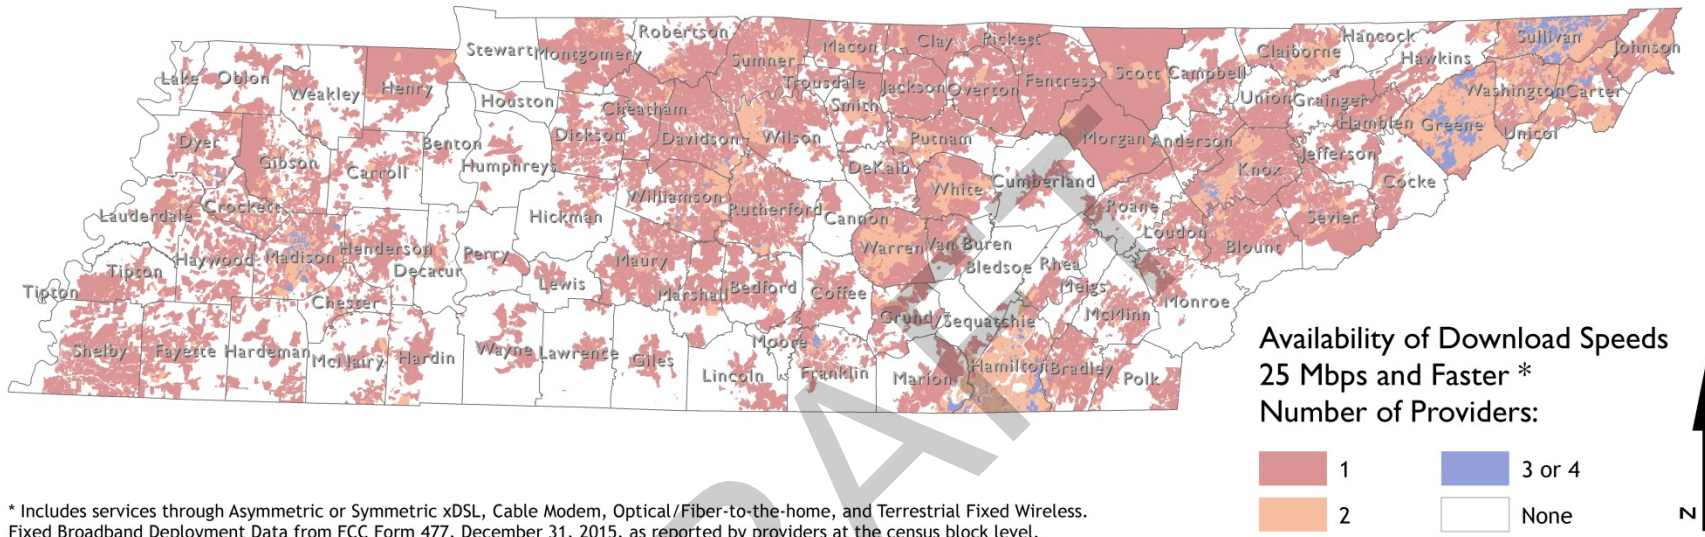 Stewart Montgomery Robertson Sumner Macon Clay Pickett Scott Campbell Claiborne Hancock Hawkins Sullivan Johnson
Lake Obion Weakley Henry Houston Cheatham Trousdale Smith Jackson Overton Fentress Union Grainger Hamblen Greene Washington Carter
Dyer Gibson Carroll Benton Humphreys Dickson Davidson Wilson DeKalb Putnam Morgan Anderson Knox Jefferson Cocke Unicoi
Lauderdale Crockett Hickman Williamson Rutherford Cannon White Cumberland Roane Loudon Blount Sevier
Tipton Haywood Madison Henderson Decatur Perry Lewis Maury Marshall Bedford Coffee Warren Van Buren Bledsoe Rhea Meigs Monroe
Tipton Chester Grundy Sequatchie McMinn
Shelby Fayette Hardeman McNairy Hardin Wayne Lawrence Giles Lincoln Moore Franklin Marion Hamilton Bradley Polk
DRAFT
Availability of Download Speeds
25 Mbps and Faster *
Number of Providers:
1
3 or 4
2
None
N
* Includes services through Asymmetric or Symmetric xDSL, Cable Modem, Optical/Fiber-to-the-home, and Terrestrial Fixed Wireless.
Fixed Broadband Deployment Data from FCC Form 477, December 31, 2015, as reported by providers at the census block level.